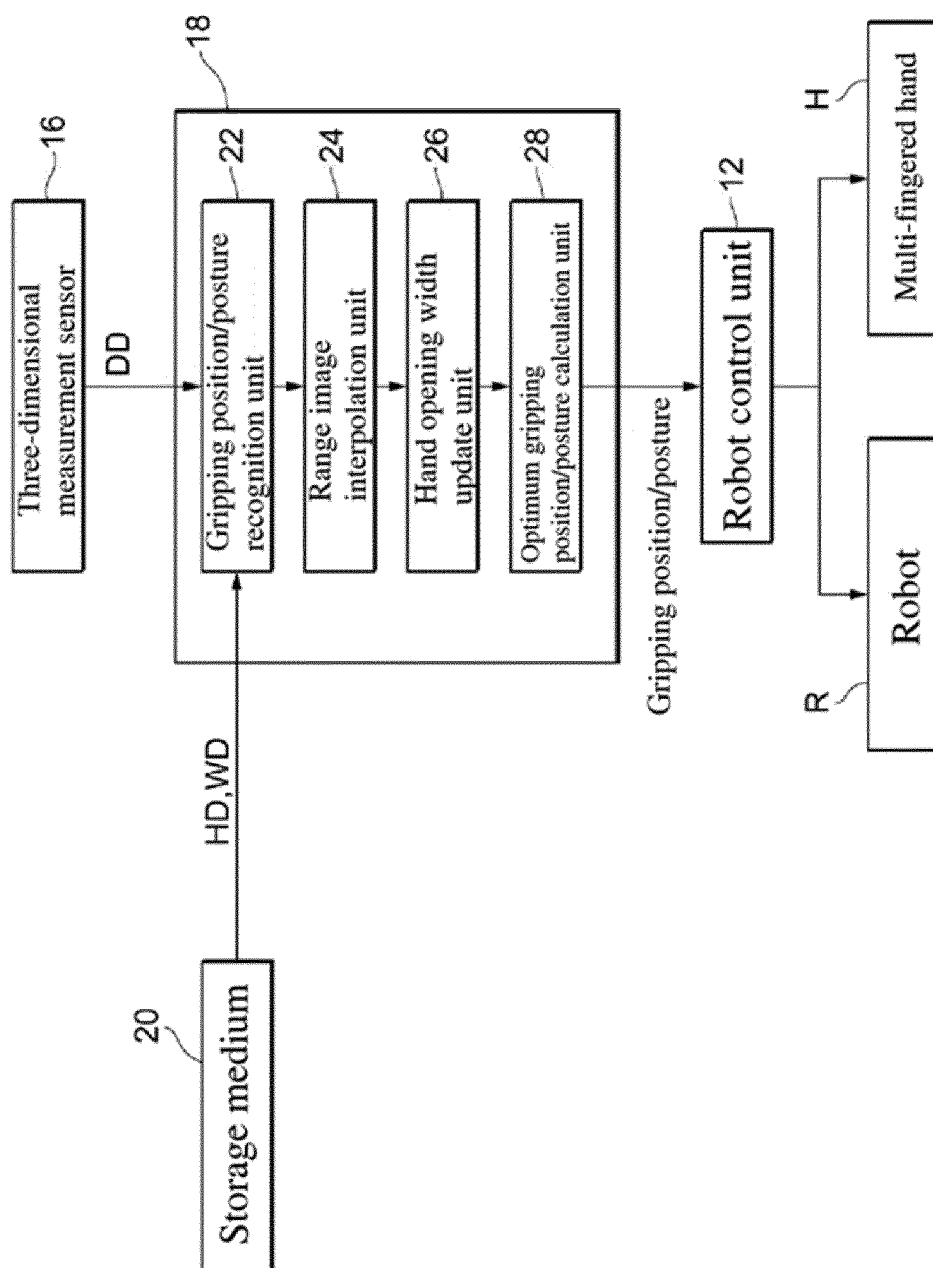 16
Three-dimensional
measurement sensor
DD
18
20
Storage medium
HD,WD
22
Gripping position/posture
recognition unit
24
Range image
interpolation unit
26
Hand opening width
update unit
28
Optimum gripping
position/posture calculation unit
Gripping position/posture
12
Robot control unit
R
Robot
H
Multi-fingered hand